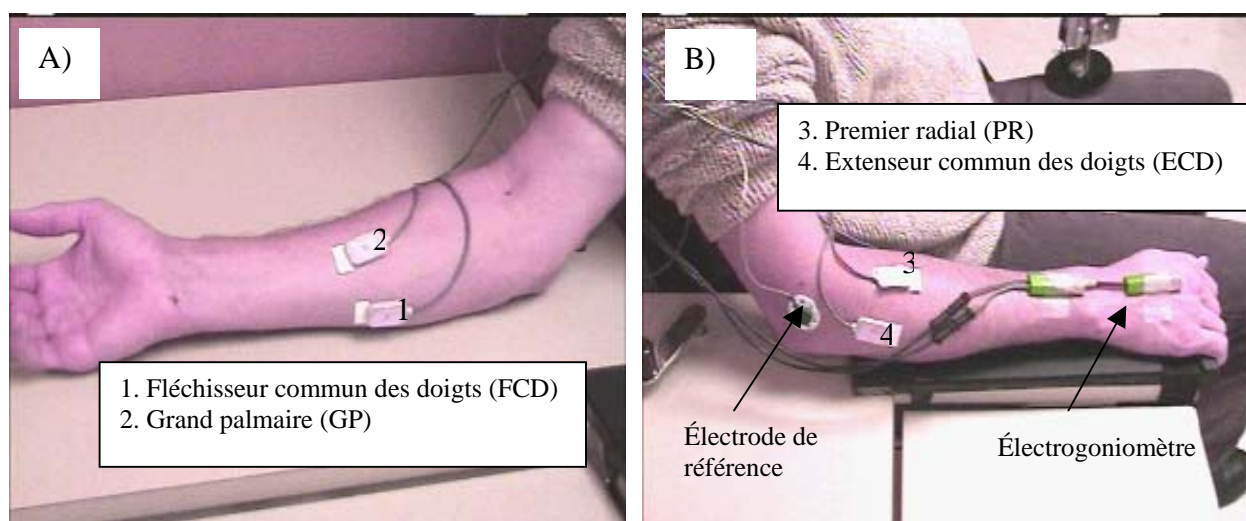 A)
2
1
1. Fléchisseur commun des doigts (FCD)
2. Grand palmaire (GP)
B)
3. Premier radial (PR)
4. Extenseur commun des doigts (ECD)
3
4
Électrode de
référence
Électrogoniomètre